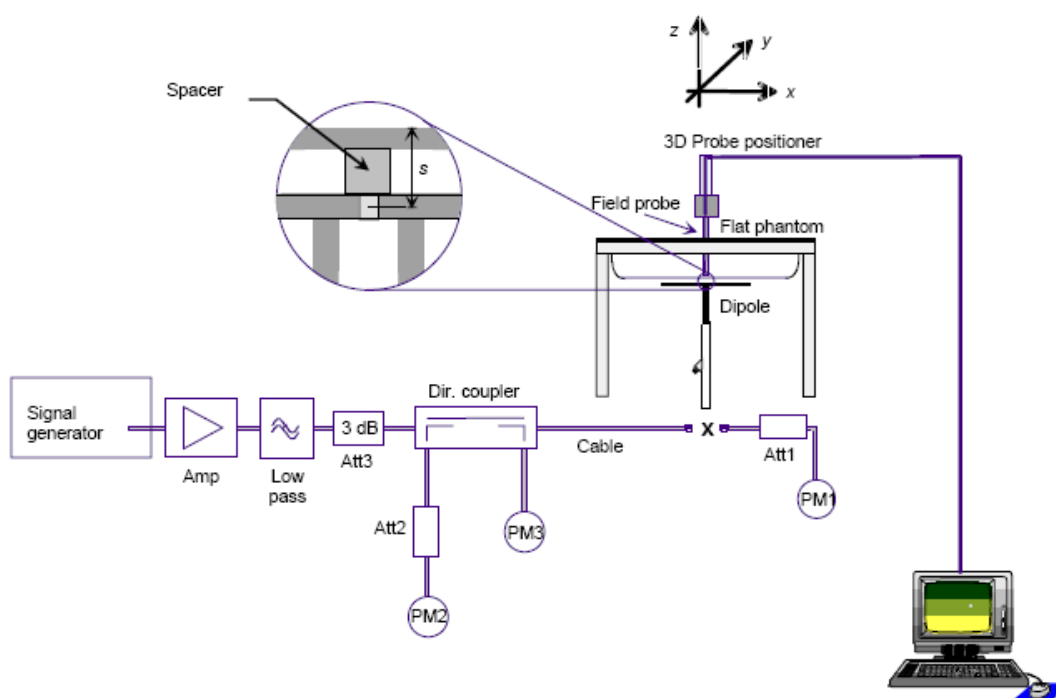 z
y
x
Spacer
s
3D Probe positioner
Field probe
Flat phantom
Dipole
Signal
generator
Amp
Low
pass
3 dB
Att3
Dir. coupler
Cable
X
Att1
PM1
Att2
PM3
PM2